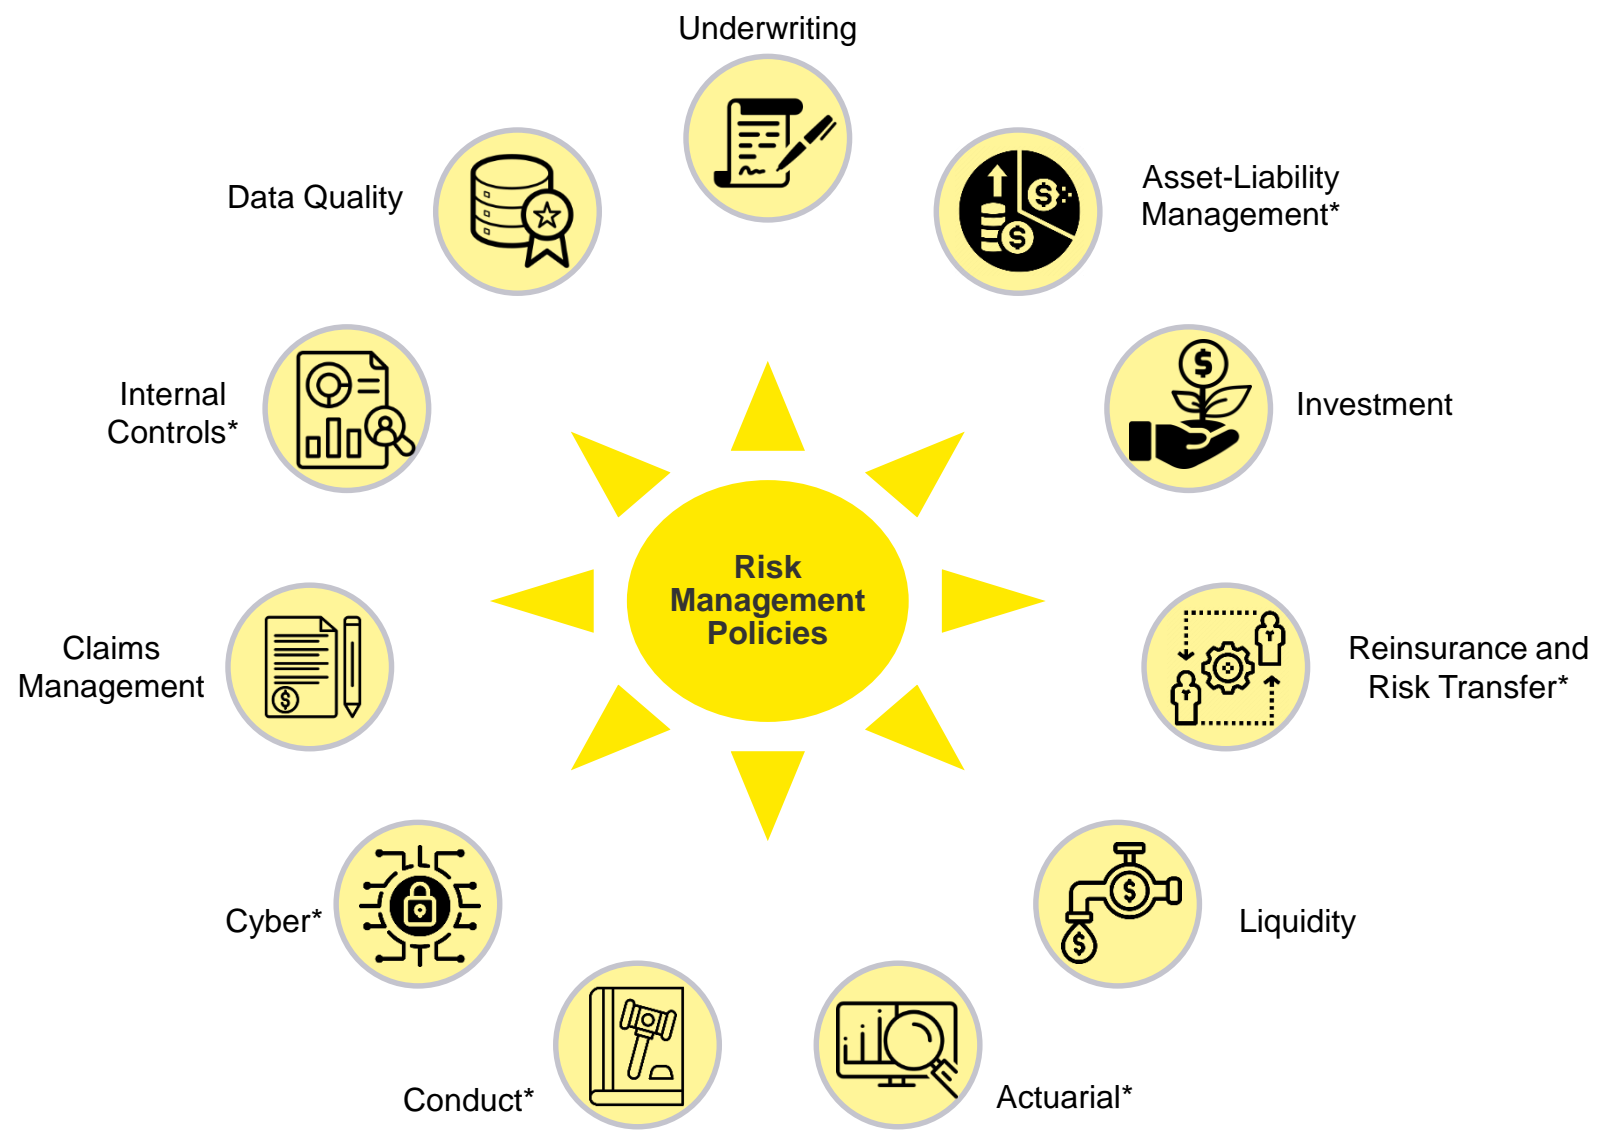 Underwriting
Asset-Liability
Management*
Investment
Reinsurance and
Risk Transfer*
Liquidity
Actuarial*
Conduct*
Cyber*
Claims
Management
Internal
Controls*
Data Quality
Risk
Management
Policies